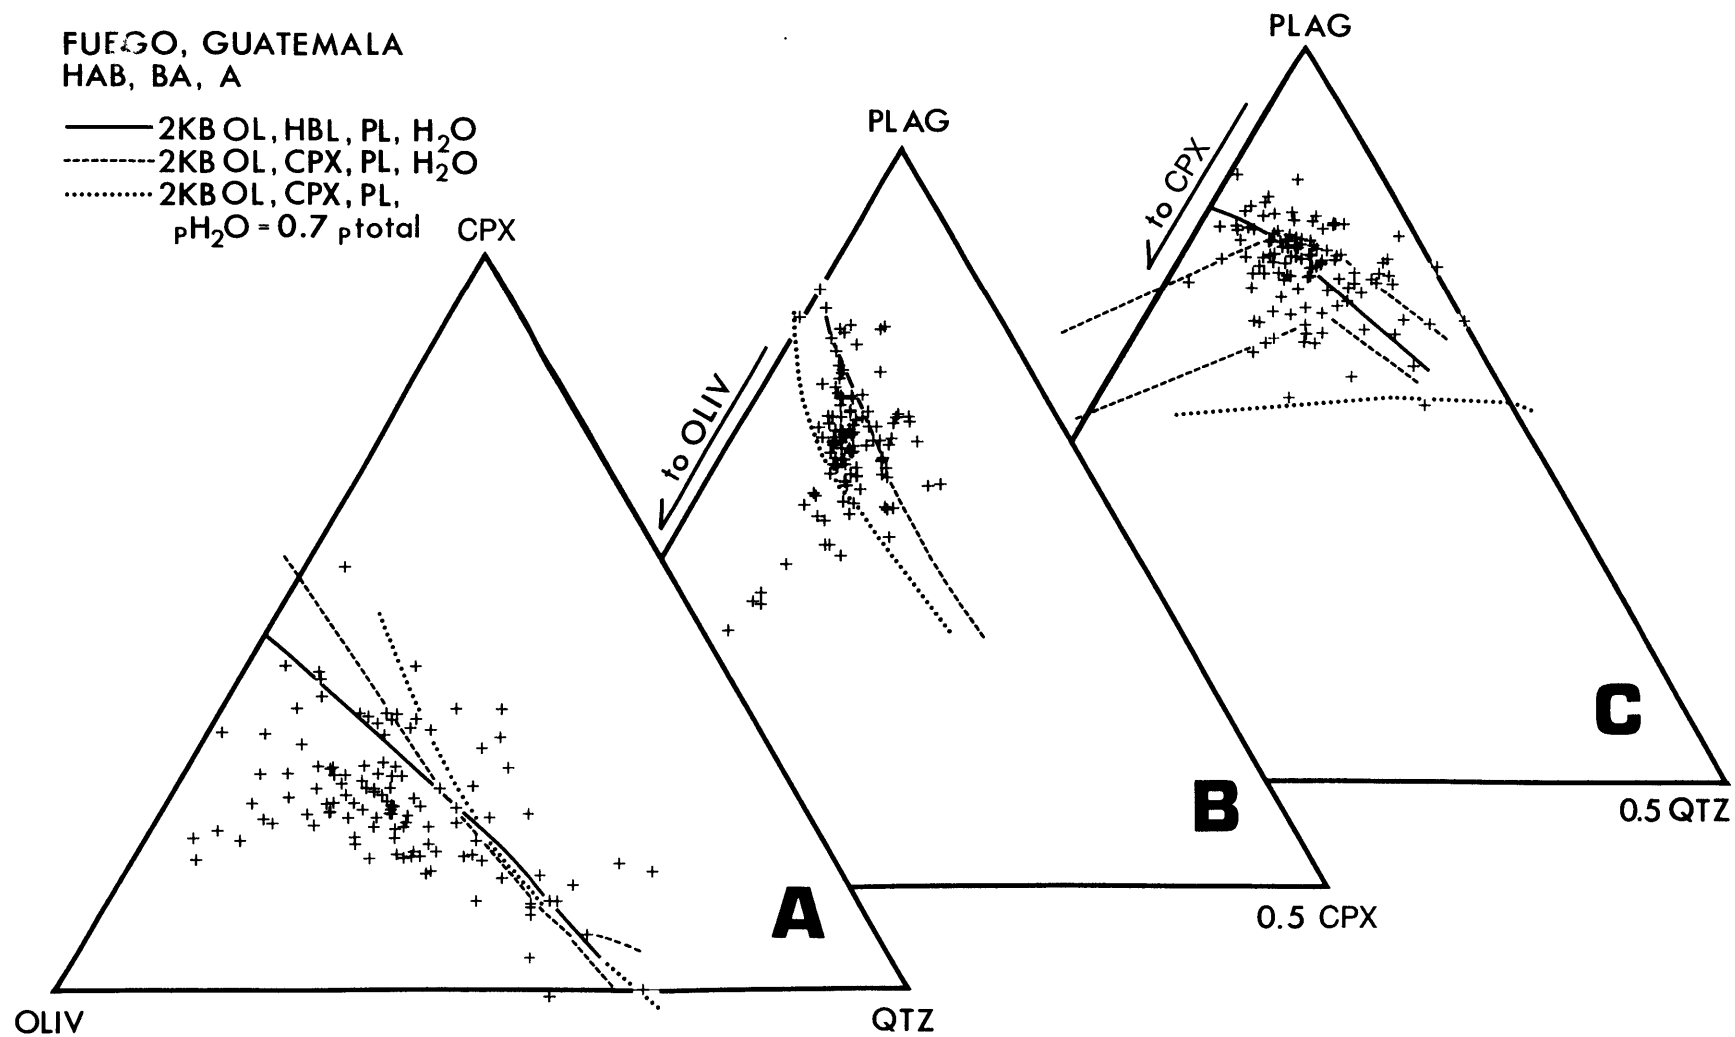 FUEGO, GUATEMALA
HAB, BA, A
2KB OL, HBL, PL, H₂O
2KB OL, CPX, PL, H₂O
2KB OL, CPX, PL,
pH₂O = 0.7 ptotal
CPX
PLAG
PLAG
to CPX
to OLIV
A
B
C
OLIV
QTZ
0.5 CPX
0.5 QTZ